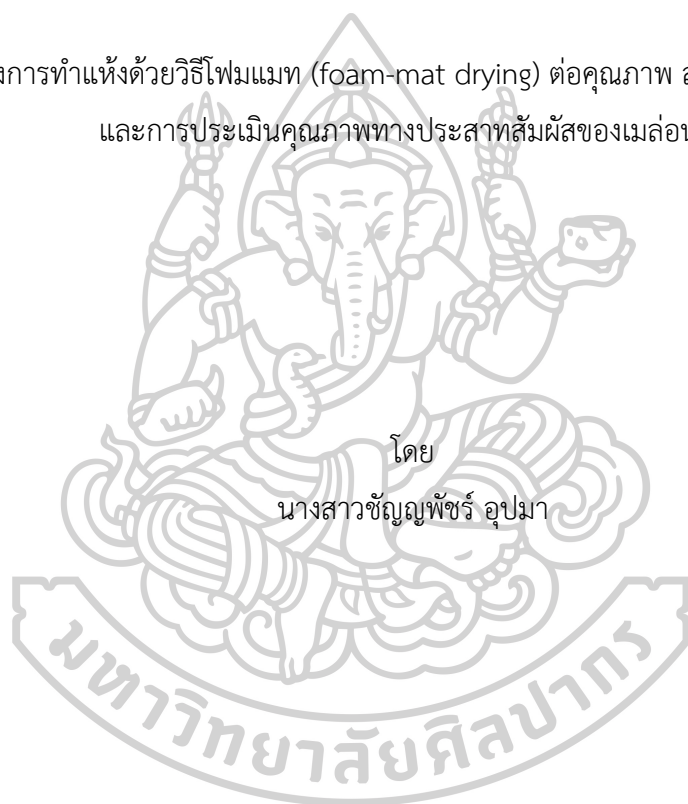 งการทำแห้งด้วยวิธีโฟมแมท (foam-mat drying) ต่อคุณภาพ
และการประเมินคุณภาพทางประสาทสัมผัสของเมล่อน
โดย
นางสาวชัญญพัชร์ อุปมา
มหาวิทยาลัยศิลปากร